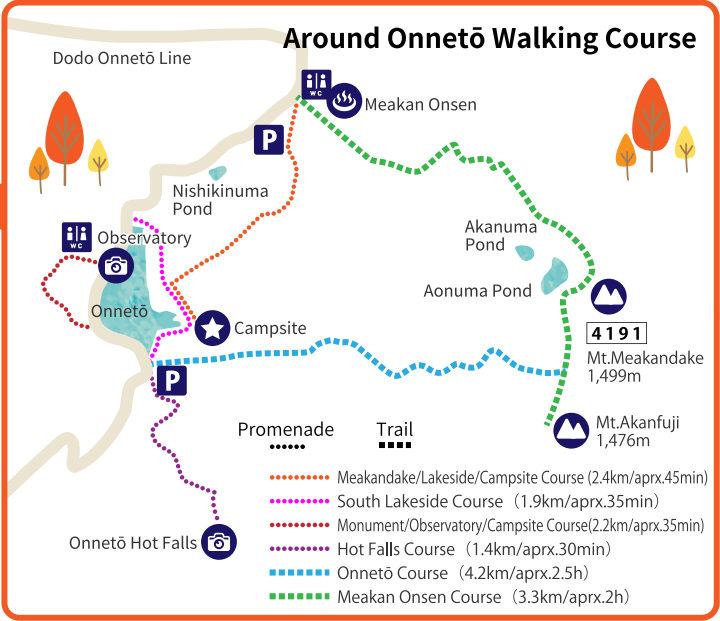 Around Onnetō Walking Course
Dodo Onnetō Line
WC
Meakan Onsen
P
Nishikinuma
Pond
WC
Observatory
Akanuma
Pond
Aonuma Pond
Onnetō
Campsite
4191
Mt.Meakandake
1,499m
P
Mt.Akanfuji
1,476m
Promenade
Trail
Meakandake/Lakeside/Campsite Course (2.4km/aprx.45min)
South Lakeside Course（1.9km/aprx.35min）
Monument/Observatory/Campsite Course(2.2km/aprx.35min)
Onnetō Hot Falls
Hot Falls Course（1.4km/aprx.30min）
Onnetō Course（4.2km/aprx.2.5h）
Meakan Onsen Course（3.3km/aprx.2h）